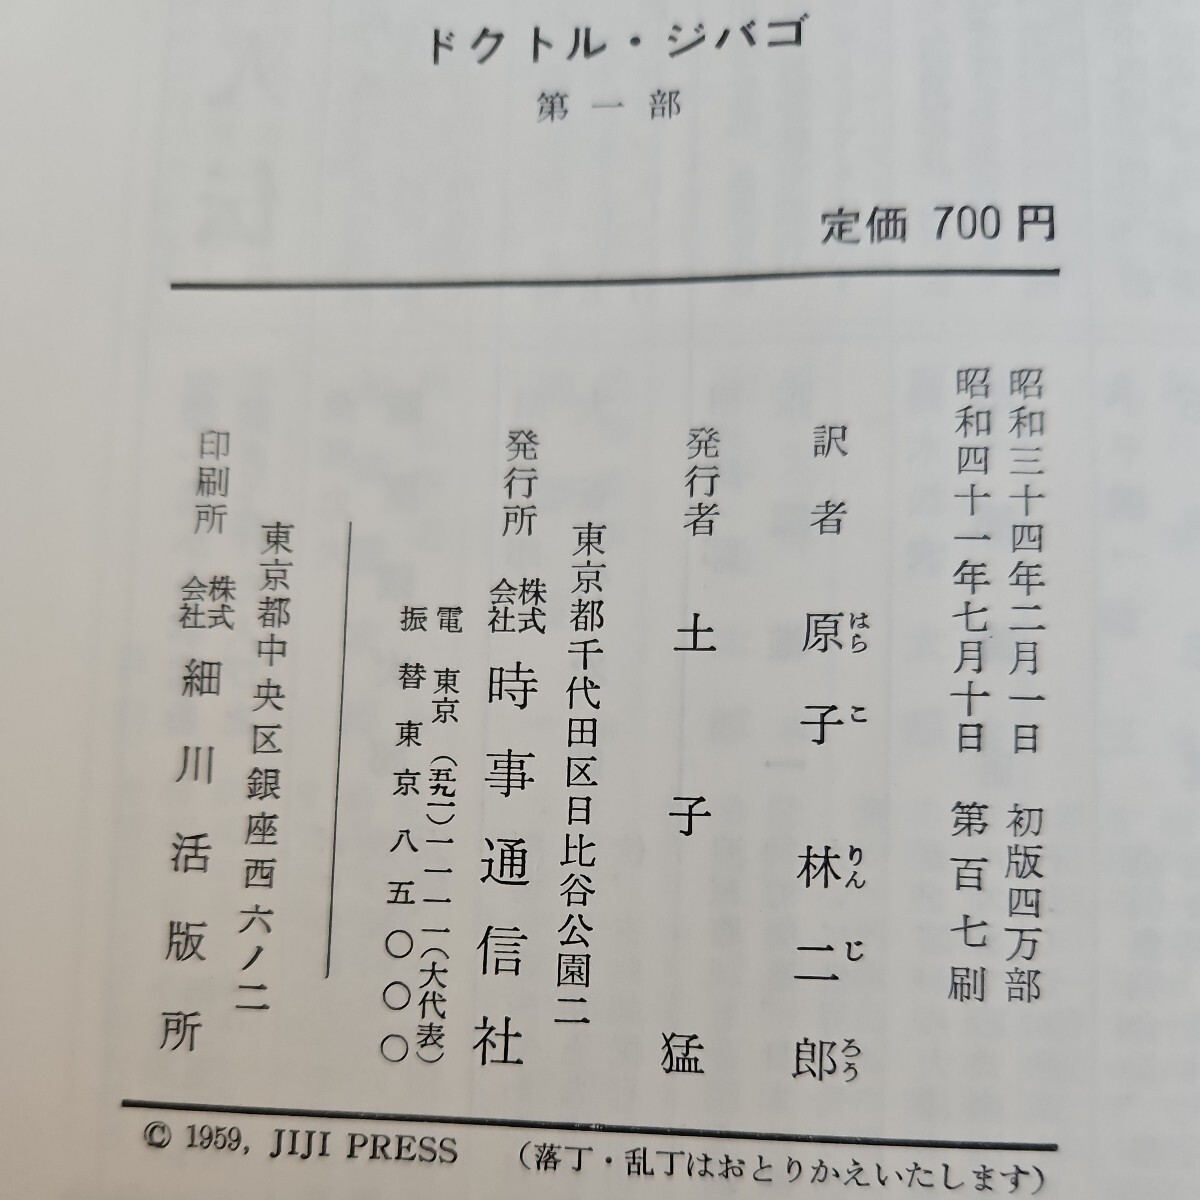 ドクトル・ジバゴ
第一部
定価 700 円
昭和三十四年二月一日 初版四万部
昭和四十一年七月十日 第百七刷
訳者 原子林二郎
はらこ りんじろう
発行者 土子猛
東京都千代田区日比谷公園二
発行所 株式会社 時事通信社
電 東京（五九一）一一一一（大代表）
振替東京八五〇〇〇
東京都中央区銀座西六ノ二
印刷所 株式会社 細川活版所
© 1959, JIJI PRESS （落丁・乱丁はおとりかえいたします）